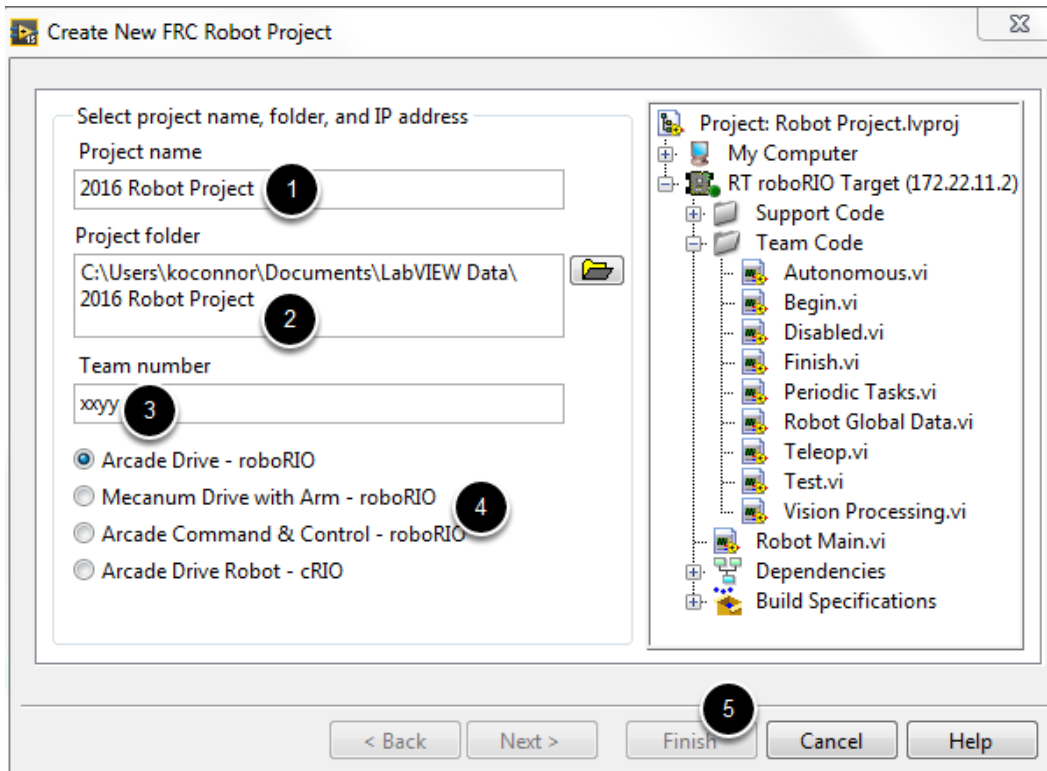 Create New FRC Robot Project
Select project name, folder, and IP address
Project name
2016 Robot Project
1
Project folder
C:\Users\koconnor\Documents\LabVIEW Data\
2016 Robot Project
2
Team number
xxyy
3
Arcade Drive - roboRIO
Mecanum Drive with Arm - roboRIO
4
Arcade Command & Control - roboRIO
Arcade Drive Robot - cRIO
Project: Robot Project.lvproj
My Computer
RT roboRIO Target (172.22.11.2)
Support Code
Team Code
Autonomous.vi
Begin.vi
Disabled.vi
Finish.vi
Periodic Tasks.vi
Robot Global Data.vi
Teleop.vi
Test.vi
Vision Processing.vi
Robot Main.vi
Dependencies
Build Specifications
5
< Back Next > Finish Cancel Help